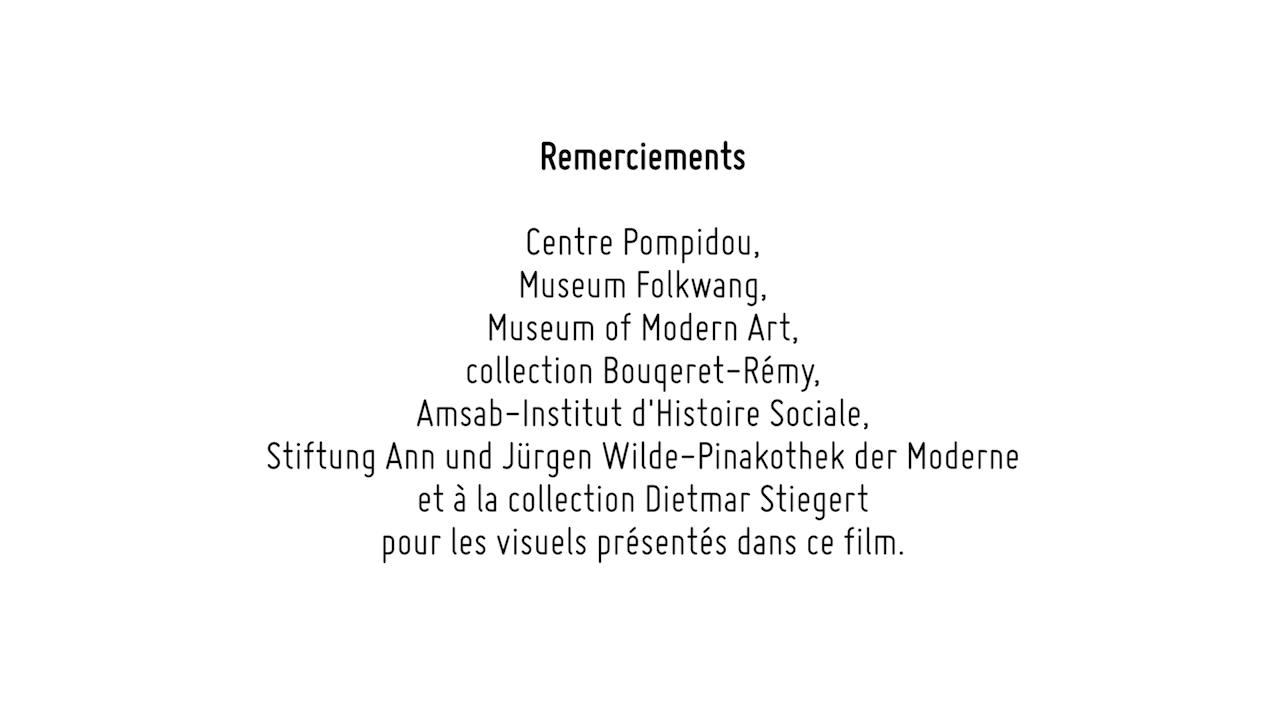 Remerciements
Centre Pompidou,
Museum Folkwang,
Museum of Modern Art,
collection Bouqeret-Rémy,
Amsab-Institut d'Histoire Sociale,
Stiftung Ann und Jürgen Wilde-Pinakothek der Moderne
et à la collection Dietmar Stiegert
pour les visuels présentés dans ce film.